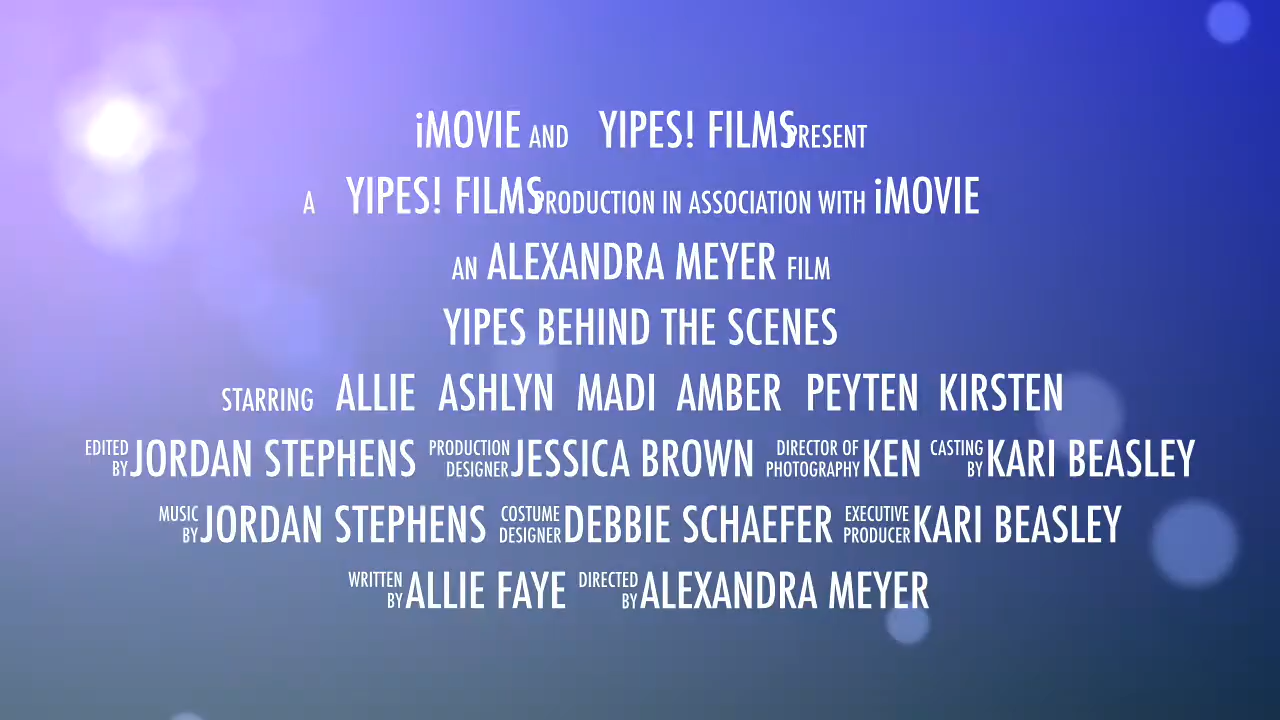 iMOVIE AND YIPES! FILMS PRESENT
A YIPES! FILMS PRODUCTION IN ASSOCIATION WITH iMOVIE
AN ALEXANDRA MEYER FILM
YIPES BEHIND THE SCENES
STARRING ALLIE ASHLYN MADI AMBER PEYTEN KIRSTEN
EDITED BY JORDAN STEPHENS PRODUCTION DESIGNER JESSICA BROWN DIRECTOR OF PHOTOGRAPHY KEN CASTING BY KARI BEASLEY
MUSIC BY JORDAN STEPHENS COSTUME DESIGNER DEBBIE SCHAEFER EXECUTIVE PRODUCER KARI BEASLEY
WRITTEN BY ALLIE FAYE DIRECTED BY ALEXANDRA MEYER